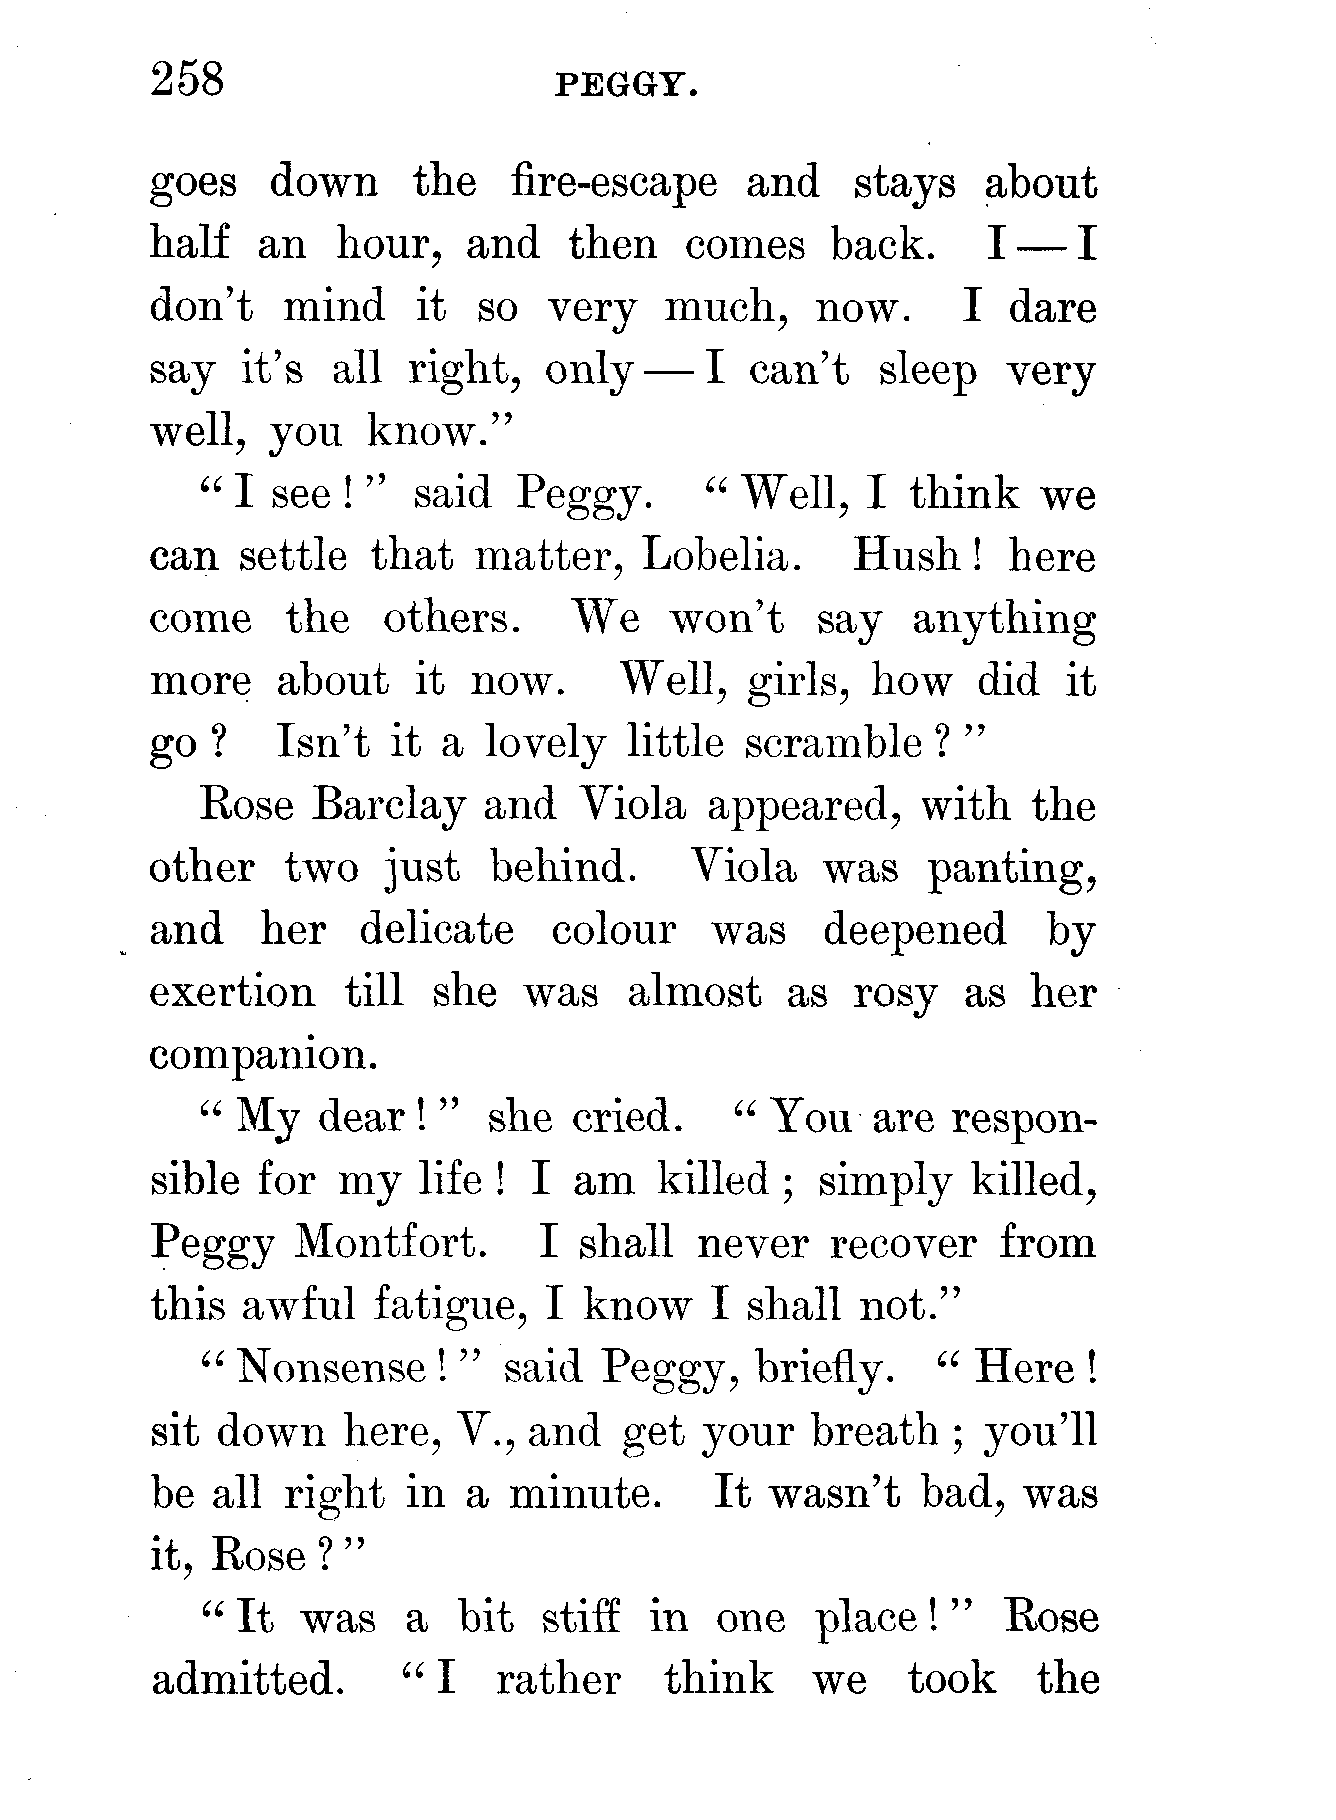 258 PEGGY.
goes down the fire-escape and stays about
half an hour, and then comes back. I — I
don't mind it so very much, now. I dare
say it's all right, only — I can't sleep very
well, you know."
"I see!" said Peggy. "Well, I think we
can settle that matter, Lobelia. Hush! here
come the others. We won't say anything
more about it now. Well, girls, how did it
go? Isn't it a lovely little scramble?"
Rose Barclay and Viola appeared, with the
other two just behind. Viola was panting,
and her delicate colour was deepened by
exertion till she was almost as rosy as her
companion.
"My dear!" she cried. "You are respon-
sible for my life! I am killed; simply killed,
Peggy Montfort. I shall never recover from
this awful fatigue, I know I shall not."
"Nonsense!" said Peggy, briefly. "Here!
sit down here, V., and get your breath; you'll
be all right in a minute. It wasn't bad, was
it, Rose?"
"It was a bit stiff in one place!" Rose
admitted. "I rather think we took the